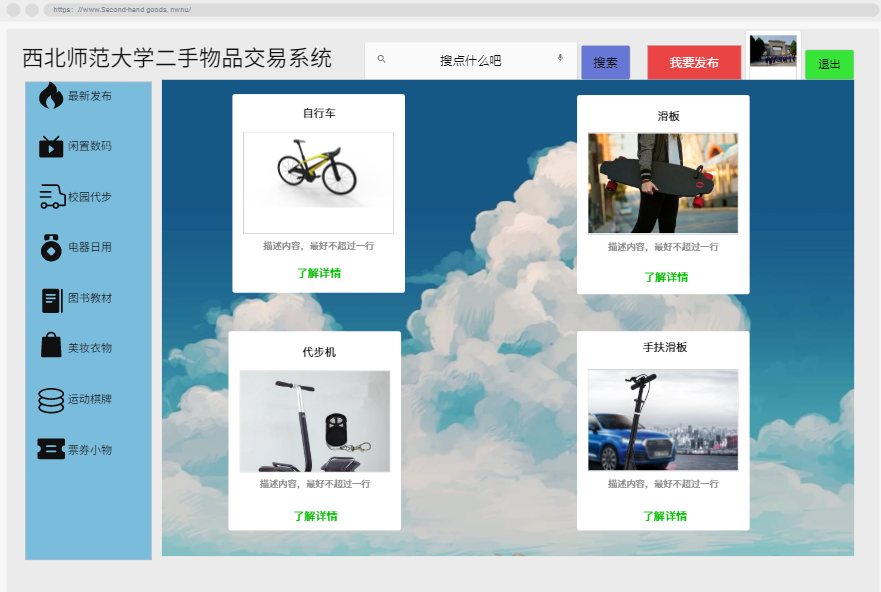 https: //www.Second-hand goods. nwnu/
西北师范大学二手物品交易系统
搜点什么吧
搜索
我要发布
退出
最新发布
闲置数码
校园代步
电器日用
图书教材
美妆衣物
运动棋牌
票券小物
自行车
描述内容，最好不超过一行
了解详情
滑板
描述内容，最好不超过一行
了解详情
代步机
描述内容，最好不超过一行
了解详情
手扶滑板
描述内容，最好不超过一行
了解详情